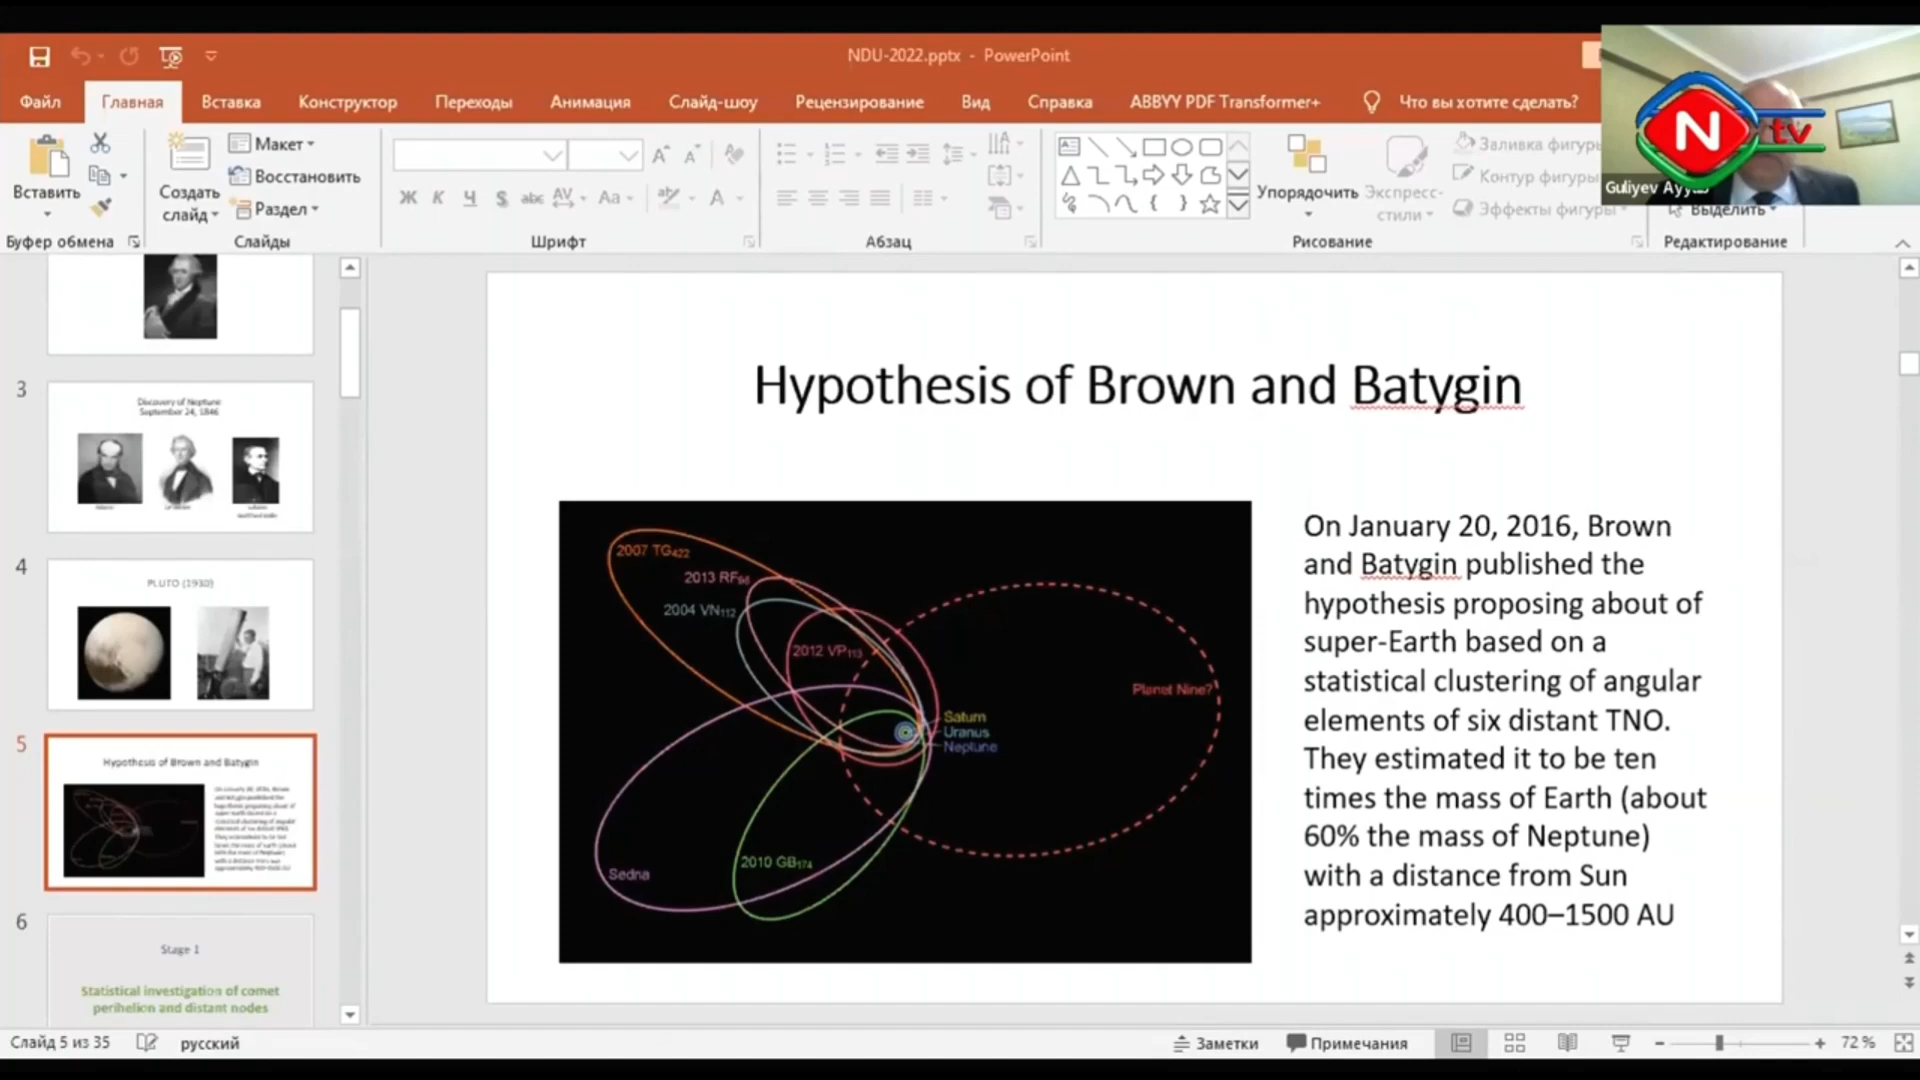 NDU-2022.pptx - PowerPoint
Файл Главная Вставка Конструктор Переходы Анимация Слайд-шоу Рецензирование Вид Справка ABBYY PDF Transformer+ Что вы хотите сделать?
N tv
Guliyev
Вставить
Буфер обмена
Создать
слайд
Макет
Восстановить
Раздел
Слайды
Ж К Ч S abc AV Aa A
Шрифт
Абзац
Упорядочить
Экспресс-
стили
Заливка фигуры
Контур фигуры
Эффекты фигуры
Рисование
Выделить
Редактирование
3
Discovery of Neptune
September 24, 1846
4
PLUTO (1930)
5
Hypothesis of Brown and Batygin
6
Stage 1
Statistical investigation of comet
perihelion and distant nodes
Hypothesis of Brown and Batygin
2007 TG422
2013 RF98
2004 VN112
2012 VP113
Planet Nine?
Saturn
Uranus
Neptune
2010 GB174
Sedna
On January 20, 2016, Brown
and Batygin published the
hypothesis proposing about of
super-Earth based on a
statistical clustering of angular
elements of six distant TNO.
They estimated it to be ten
times the mass of Earth (about
60% the mass of Neptune)
with a distance from Sun
approximately 400–1500 AU
Слайд 5 из 35 русский Заметки Примечания 72 %